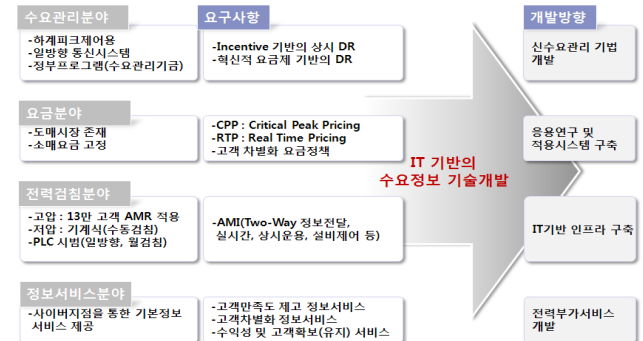 수요관리분야
요구사항
개발방향
-하계피크제어용
-일방향 통신시스템
-정부프로그램(수요관리기금)
-Incentive 기반의 상시 DR
-혁신적 요금제 기반의 DR
신수요관리 기법
개발
요금분야
-도매시장 존재
-소매요금 고정
-CPP : Critical Peak Pricing
-RTP : Real Time Pricing
-고객 차별화 요금정책
응용연구 및
적용시스템 구축
IT 기반의
수요정보 기술개발
전력검침분야
-고압 : 13만 고객 AMR 적용
-저압 : 기계식(수동검침)
-PLC 시범(일방향, 월검침)
-AMI(Two-Way 정보전달,
실시간, 상시운용, 설비제어 등)
IT기반 인프라 구축
정보서비스분야
-사이버지점을 통한 기본정보
서비스 제공
-고객만족도 제고 정보서비스
-고객차별화 정보서비스
-수익성 및 고객확보(유지) 서비스
전력부가서비스
개발